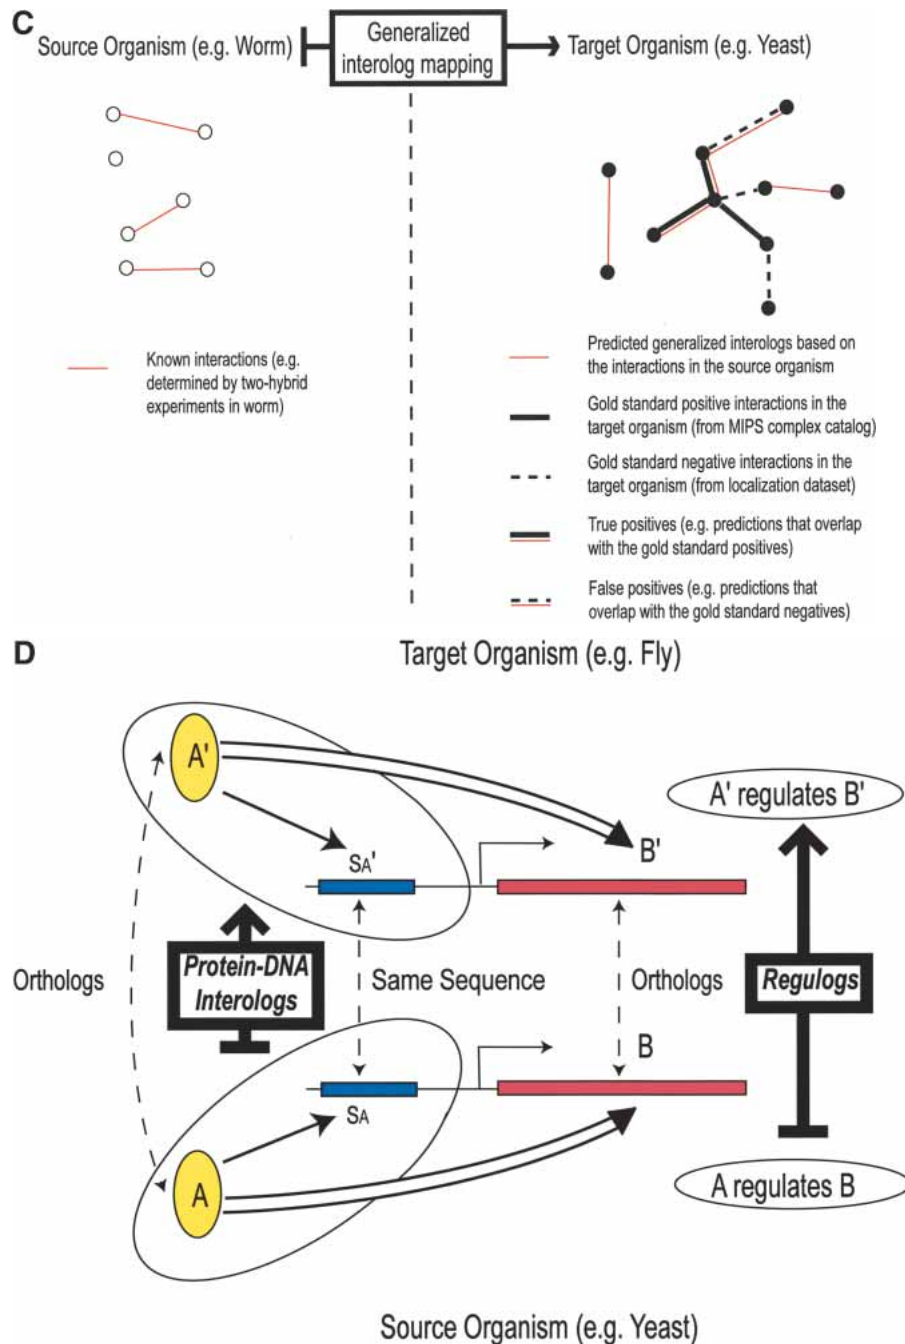 C
Source Organism (e.g. Worm)
Generalized
interolog mapping
Target Organism (e.g. Yeast)
Known interactions (e.g.
determined by two-hybrid
experiments in worm)
Predicted generalized interologs based on
the interactions in the source organism
Gold standard positive interactions in the
target organism (from MIPS complex catalog)
Gold standard negative interactions in the
target organism (from localization dataset)
True positives (e.g. predictions that overlap
with the gold standard positives)
False positives (e.g. predictions that
overlap with the gold standard negatives)
D
Target Organism (e.g. Fly)
A'
A' regulates B'
SA'
B'
Orthologs
Protein-DNA
Interologs
Same Sequence
Orthologs
Regulogs
B
SA
A
A regulates B
Source Organism (e.g. Yeast)